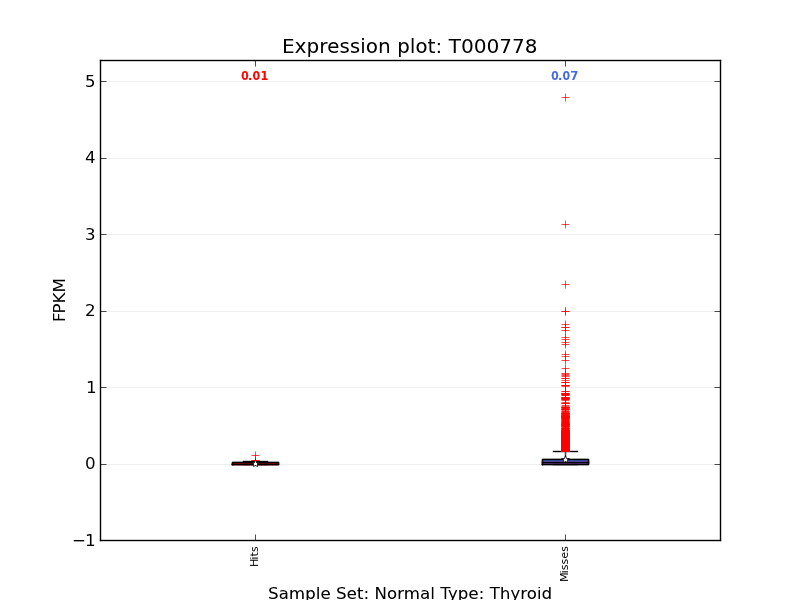 Expression plot: T000778
0.01
0.07
5
4
3
2
1
0
−1
FPKM
Hits
Misses
Sample Set: Normal Type: Thyroid